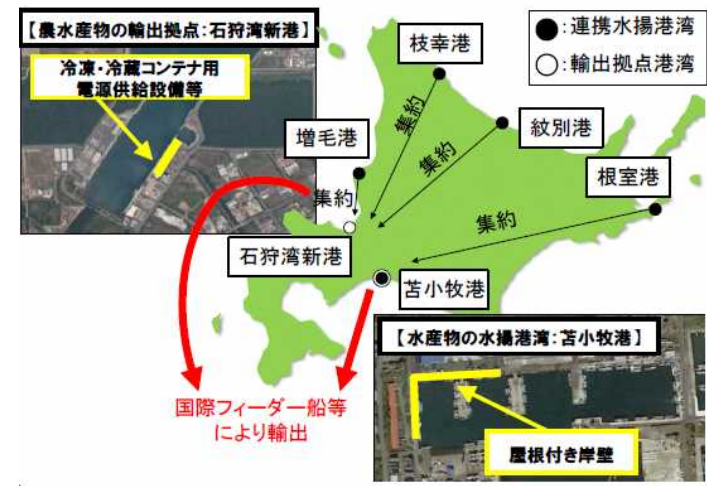 【農水産物の輸出拠点:石狩湾新港】
冷凍・冷蔵コンテナ用
電源供給設備等
●:連携水揚港湾
○:輸出拠点港湾
枝幸港
紋別港
増毛港
根室港
集約
集約
集約
集約
石狩湾新港
苫小牧港
【水産物の水揚港湾:苫小牧港】
屋根付き岸壁
国際フィーダー船等
により輸出